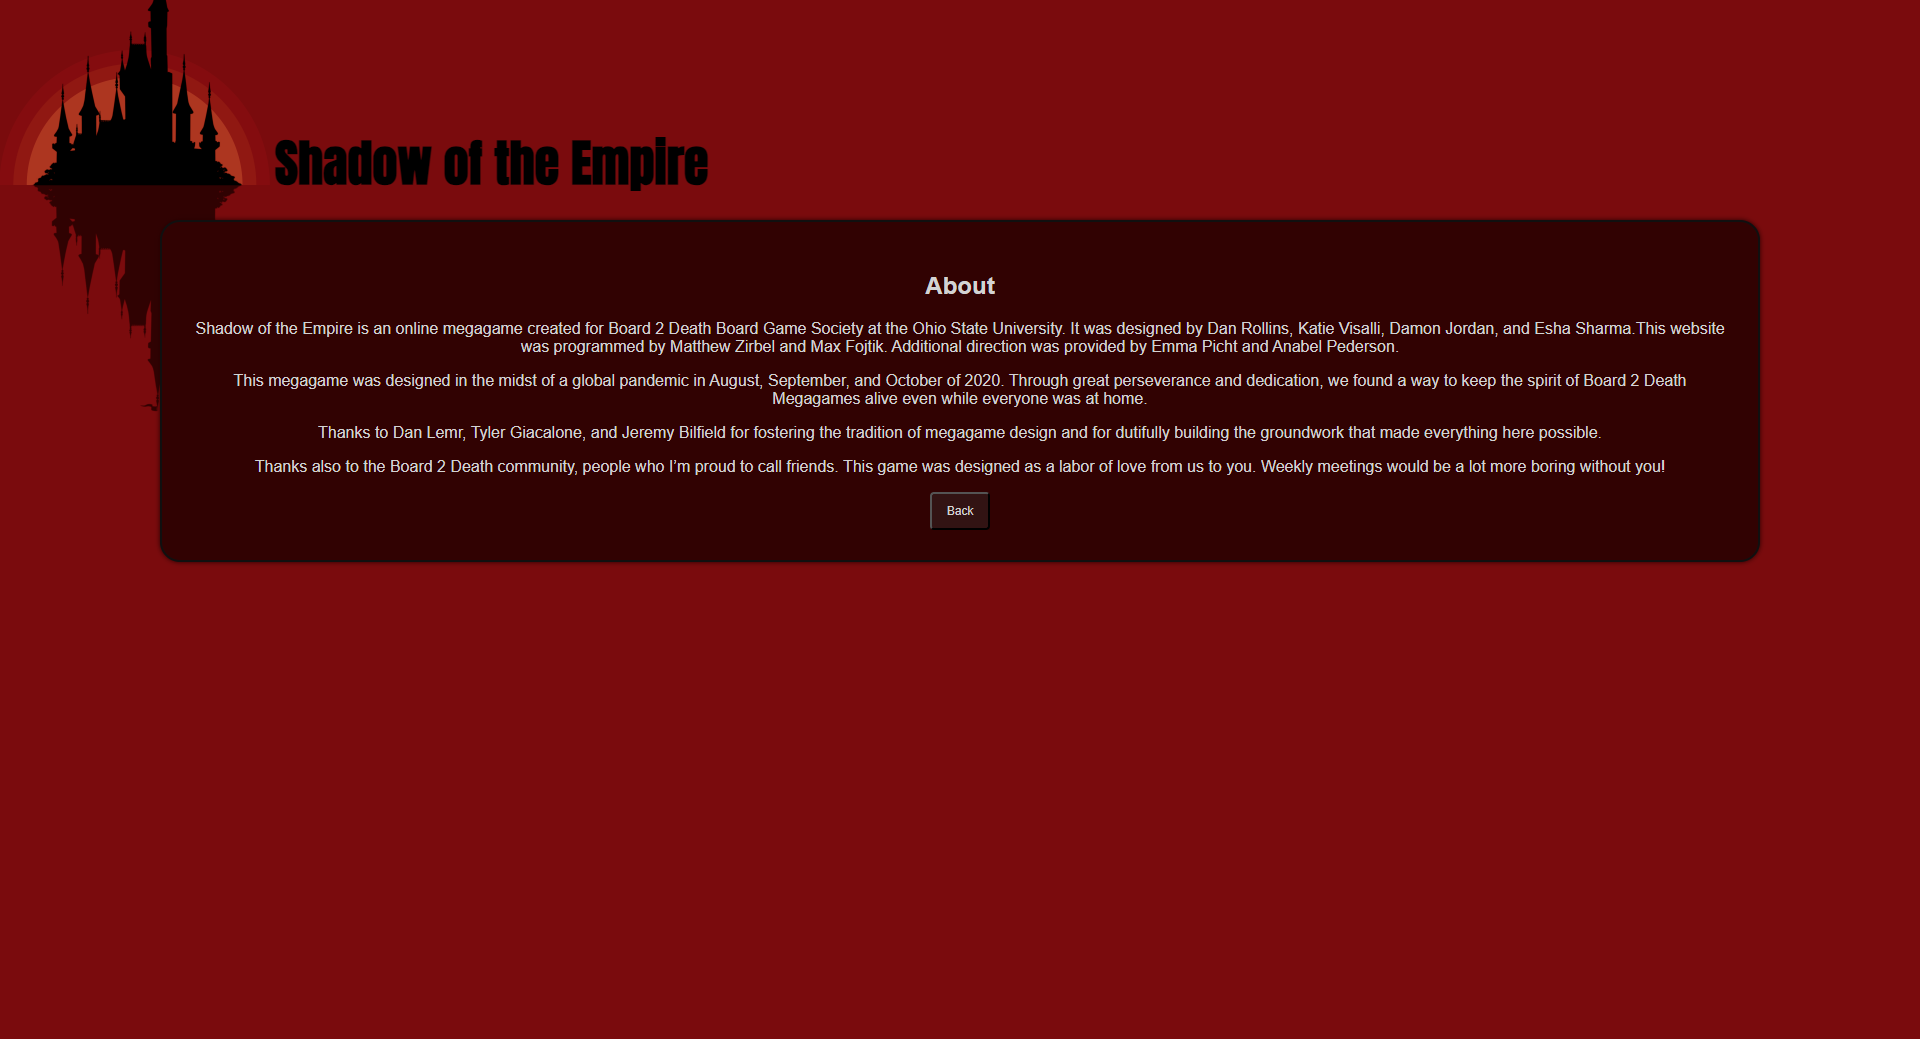 Shadow of the Empire
About
Shadow of the Empire is an online megagame created for Board 2 Death Board Game Society at the Ohio State University. It was designed by Dan Rollins, Katie Visalli, Damon Jordan, and Esha Sharma.This website
was programmed by Matthew Zirbel and Max Fojtik. Additional direction was provided by Emma Picht and Anabel Pederson.
This megagame was designed in the midst of a global pandemic in August, September, and October of 2020. Through great perseverance and dedication, we found a way to keep the spirit of Board 2 Death
Megagames alive even while everyone was at home.
Thanks to Dan Lemr, Tyler Giacalone, and Jeremy Bilfield for fostering the tradition of megagame design and for dutifully building the groundwork that made everything here possible.
Thanks also to the Board 2 Death community, people who I’m proud to call friends. This game was designed as a labor of love from us to you. Weekly meetings would be a lot more boring without you!
Back